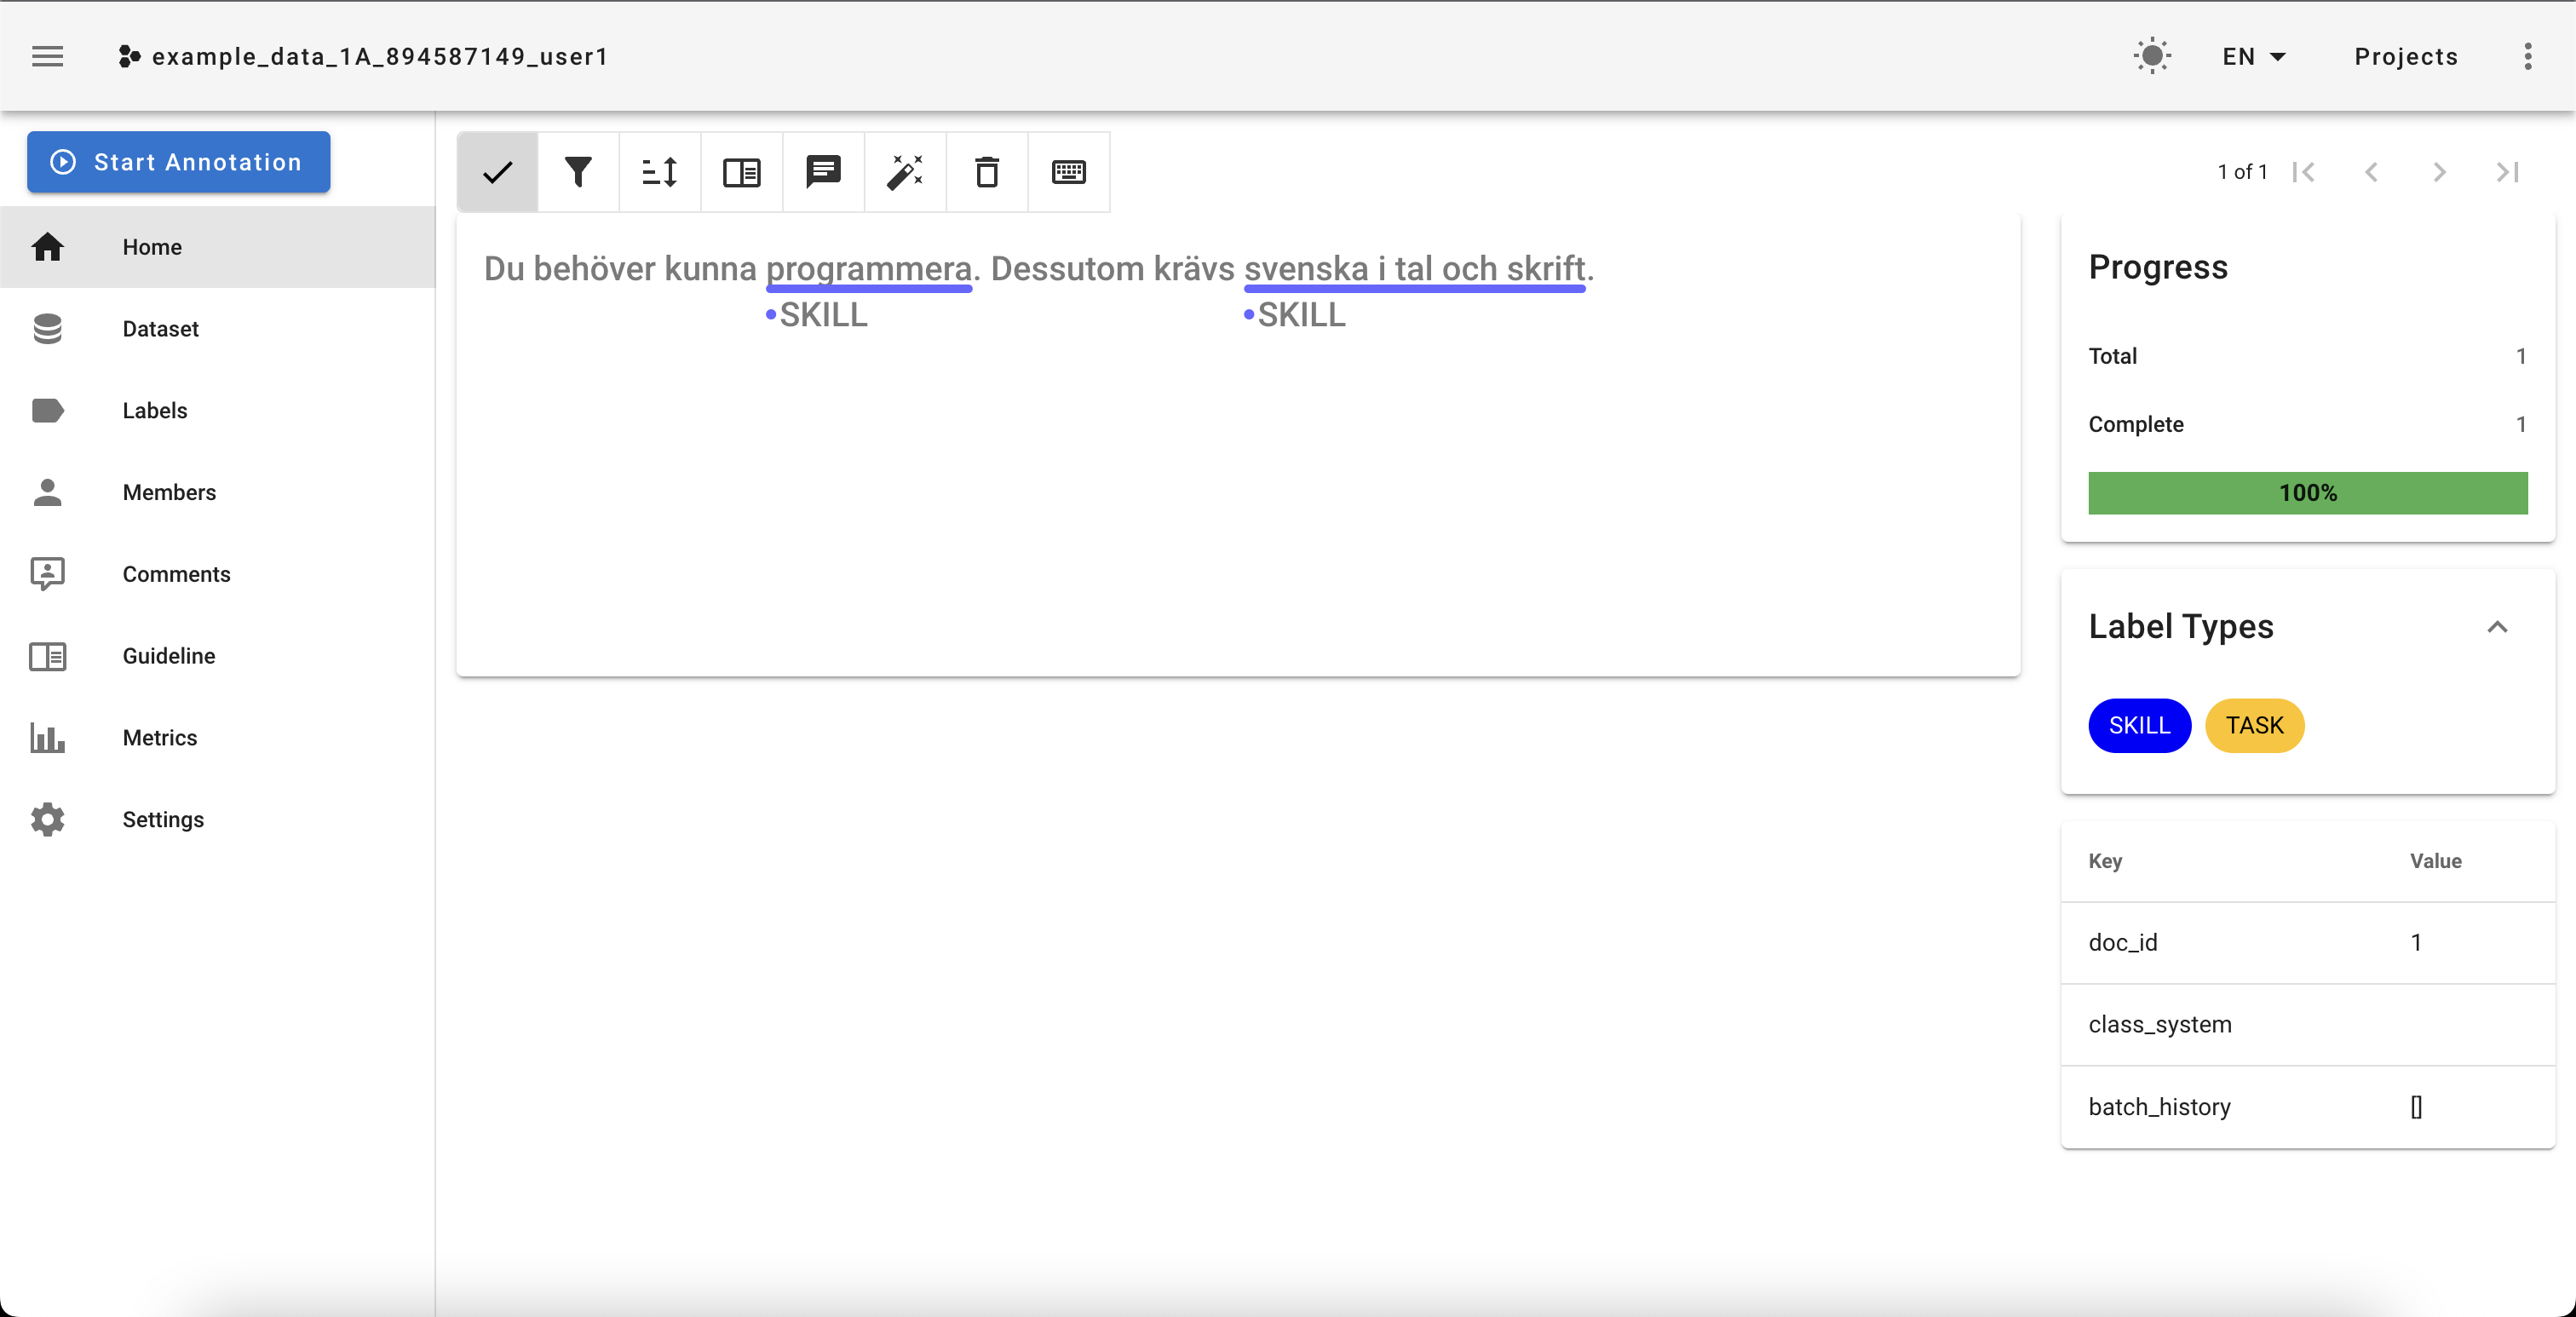 example_data_1A_894587149_user1
EN
Projects
Start Annotation
Home
Dataset
Labels
Members
Comments
Guideline
Metrics
Settings
1 of 1
Du behöver kunna programmera. Dessutom krävs svenska i tal och skrift.
•SKILL •SKILL
Progress
Total 1
Complete 1
100%
Label Types
SKILL TASK
Key Value
doc_id 1
class_system
batch_history []